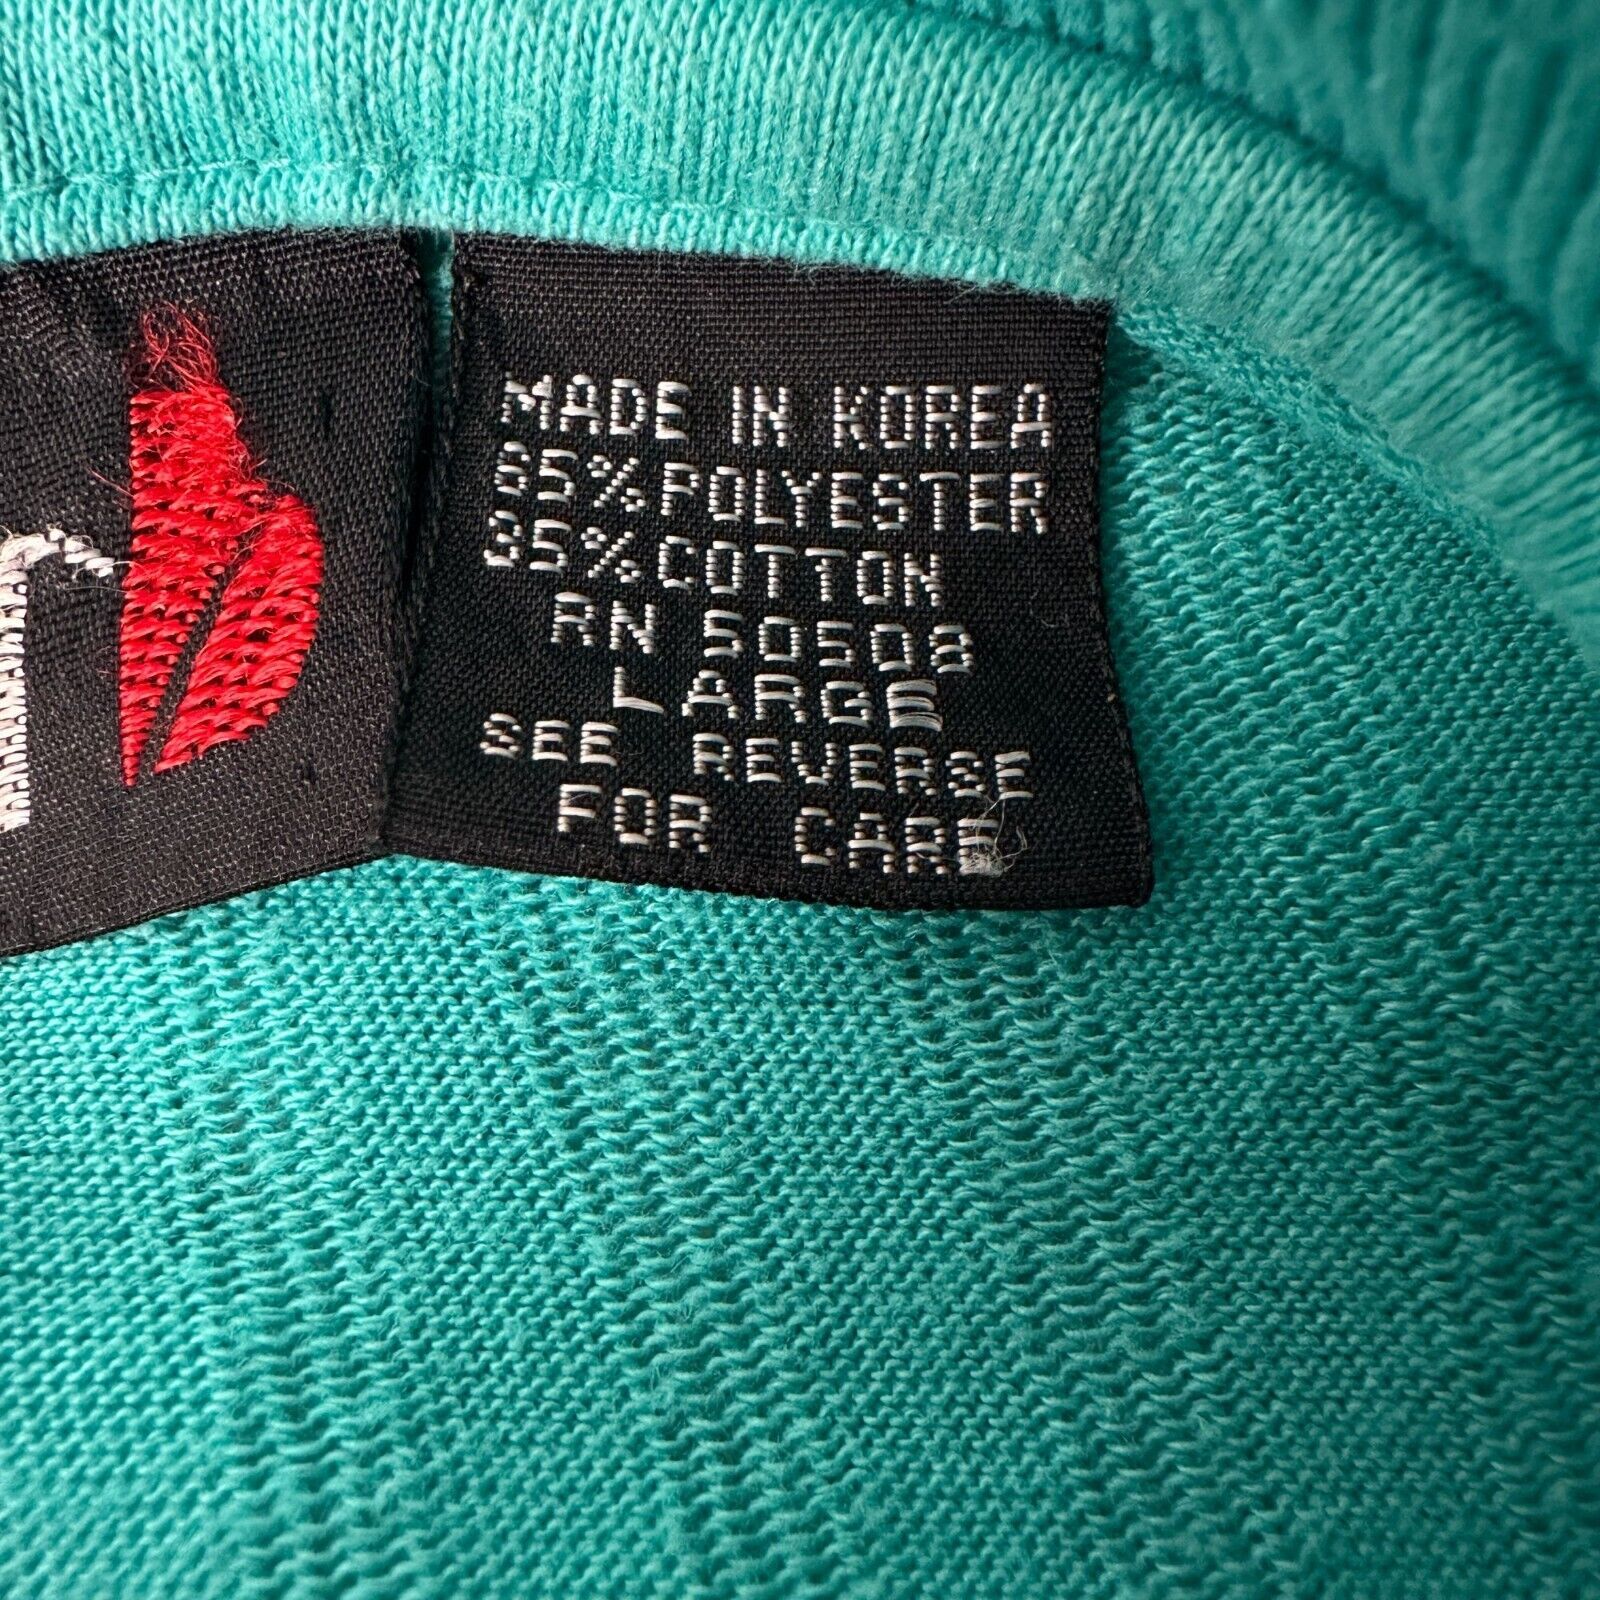 MADE IN KOREA
65% POLYESTER
35% COTTON
RN 50508
LARGE
SEE REVERSE
FOR CARE